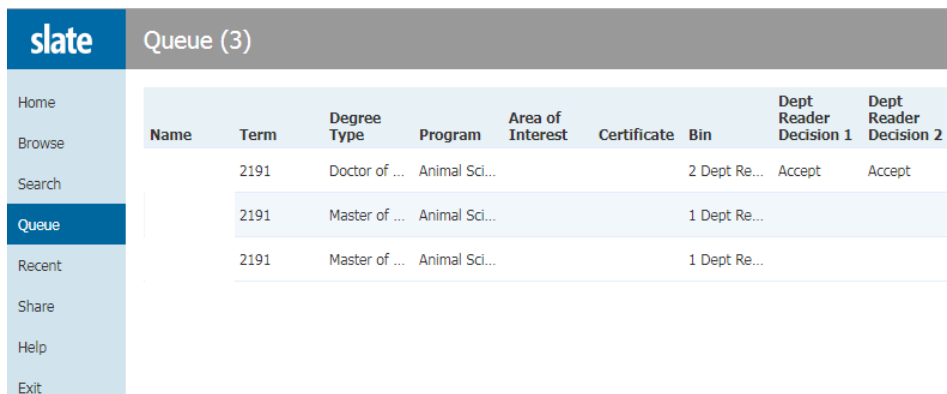 slate
Queue (3)
Home
Browse
Search
Queue
Recent
Share
Help
Exit
Name Term Degree Type Program Area of Interest Certificate Bin Dept Reader Decision 1 Dept Reader Decision 2
2191 Doctor of ... Animal Sci... 2 Dept Re... Accept Accept
2191 Master of ... Animal Sci... 1 Dept Re...
2191 Master of ... Animal Sci... 1 Dept Re...